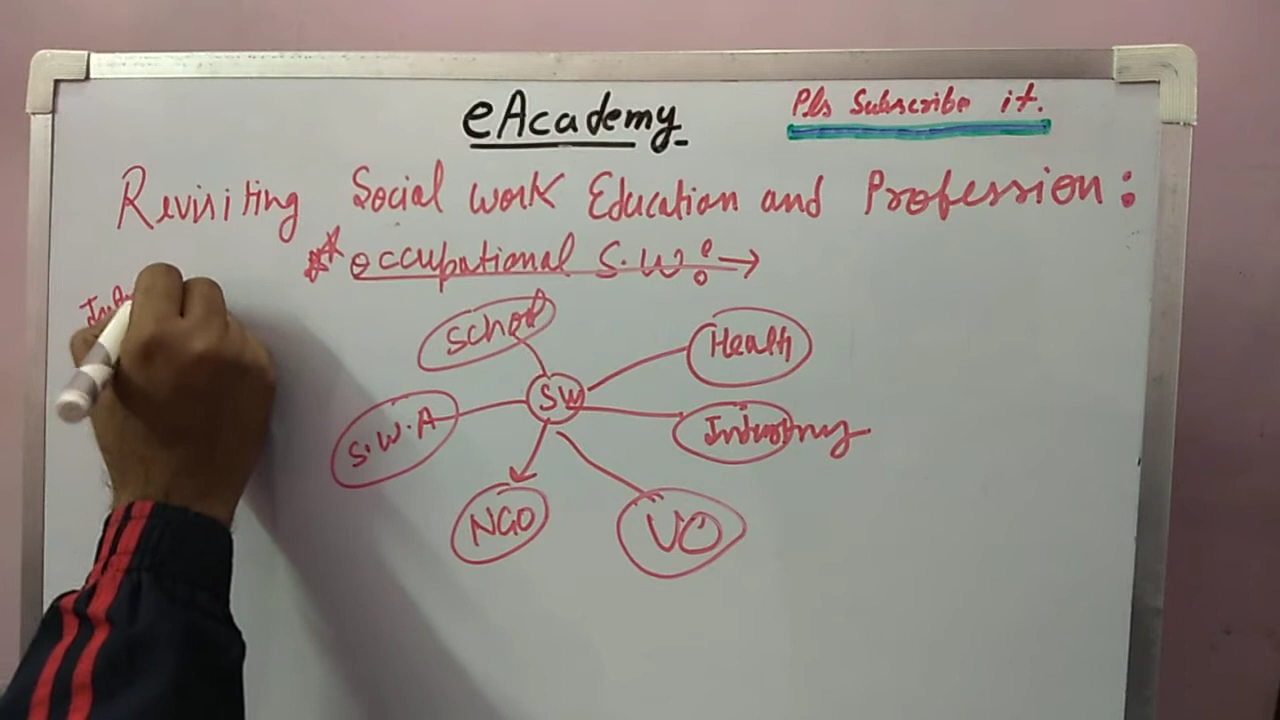 eAcademy
Pls Subscribe it.
Revisiting Social work Education and Profession:
occupational S.W: →
School
Health
SW
S.W.A
Industry
NGO
VO